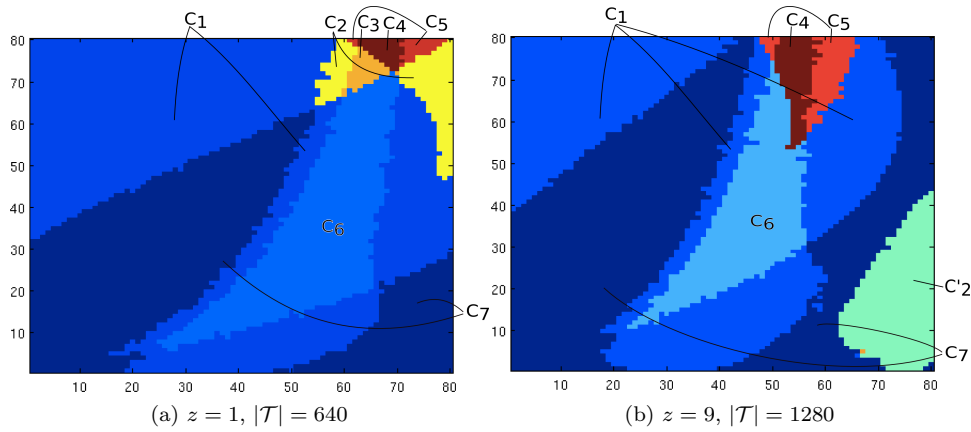 C1 C2 C3 C4 C5 C1 C4 C5
80 80
70 70
60 60
50 50
40 40
30 C6 30 C6
20 20 C'2
10 C7 10 C7
10 20 30 40 50 60 70 80 10 20 30 40 50 60 70 80
(a) z = 1, |𝒯| = 640 (b) z = 9, |𝒯| = 1280